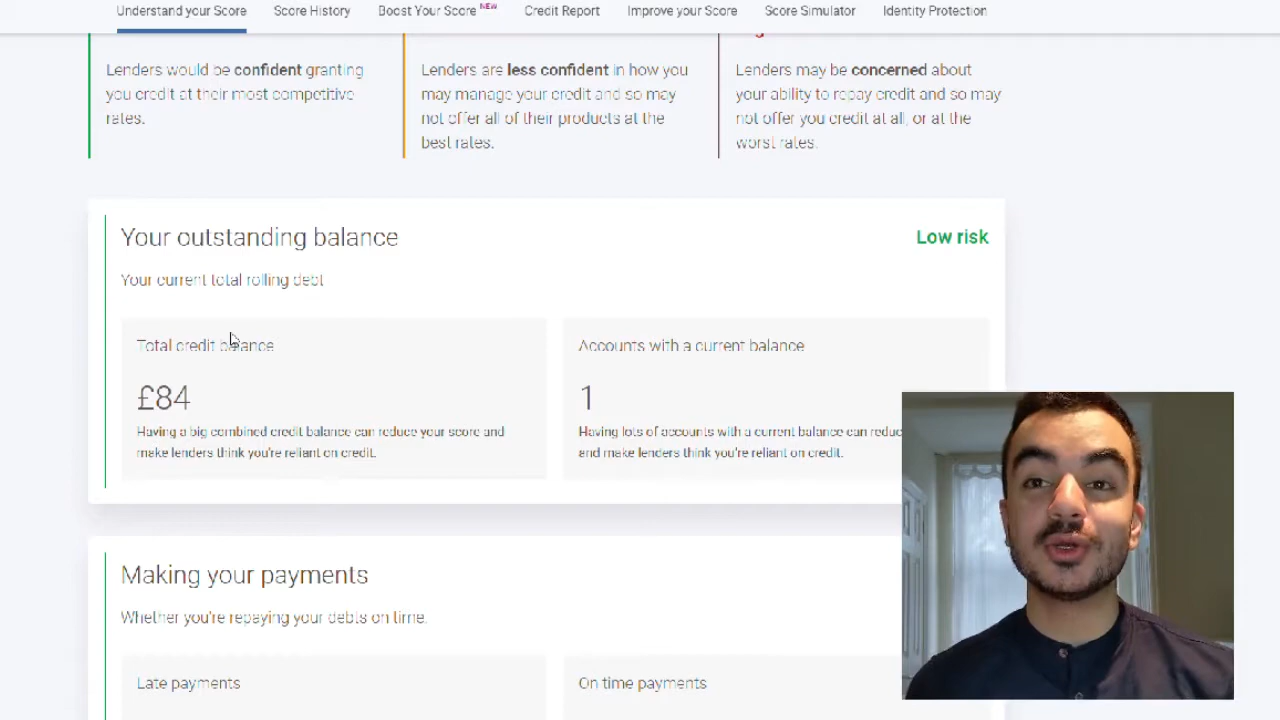 Understand your Score
Score History
Boost Your Score NEW
Credit Report
Improve your Score
Score Simulator
Identity Protection
Lenders would be confident granting
you credit at their most competitive
rates.
Lenders are less confident in how you
may manage your credit and so may
not offer all of their products at the
best rates.
Lenders may be concerned about
your ability to repay credit and so may
not offer you credit at all, or at the
worst rates.
Your outstanding balance
Low risk
Your current total rolling debt
Total credit balance
£84
Having a big combined credit balance can reduce your score and
make lenders think you're reliant on credit.
Accounts with a current balance
1
Having lots of accounts with a current balance can reduc
and make lenders think you're reliant on credit.
Making your payments
Whether you're repaying your debts on time.
Late payments
On time payments